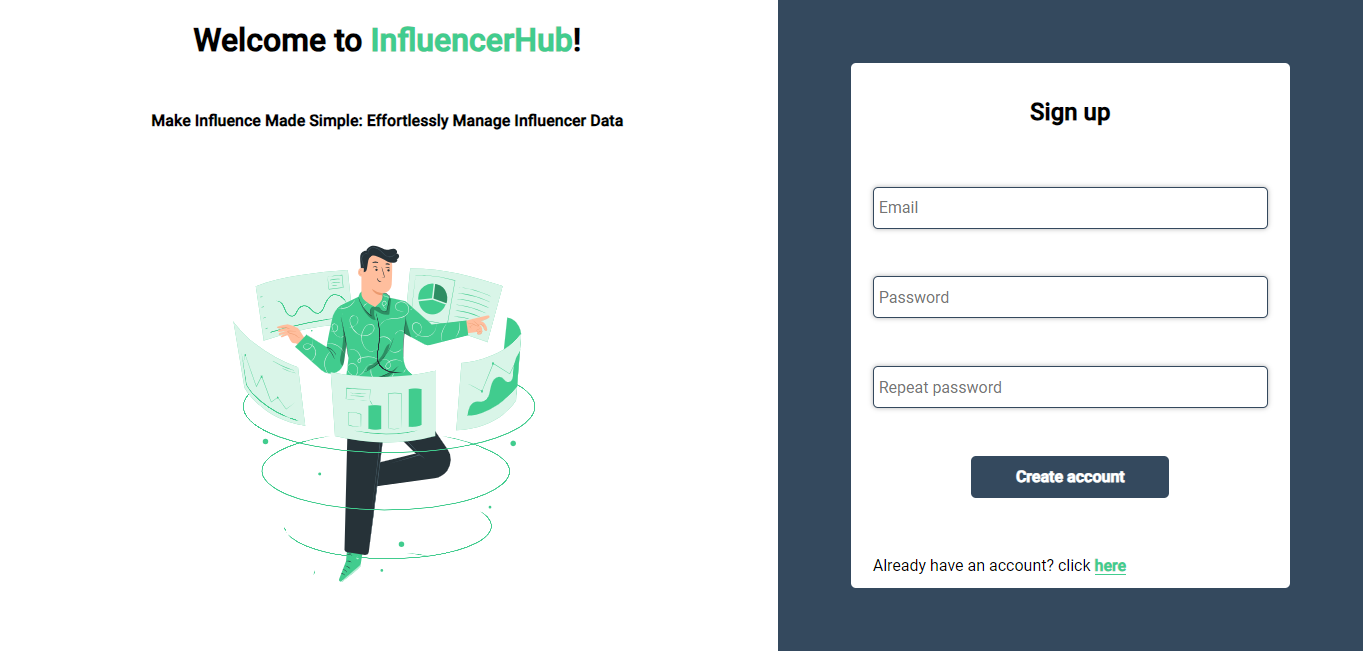 Welcome to InfluencerHub!
Make Influence Made Simple: Effortlessly Manage Influencer Data
Sign up
Email
Password
Repeat password
Create account
Already have an account? click here